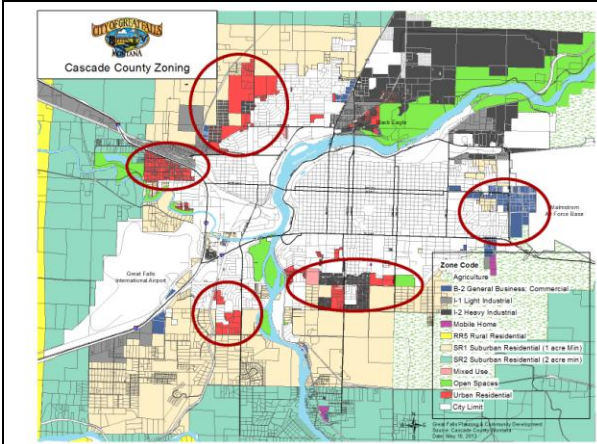 CITY OF GREAT FALLS
MONTANA
Cascade County Zoning
Black Eagle
Malmstrom
Air Force Base
Great Falls
International Airport
Zone Code
Agriculture
B-2 General Business; Commercial
I-1 Light Industrial
I-2 Heavy Industrial
Mobile Home
RR5 Rural Residential
SR1 Suburban Residential (1 acre Min)
SR2 Suburban Residential (2 acre min)
Mixed Use
Open Spaces
Urban Residential
City Limit
Great Falls Planning & Community Development
Source: Cascade County Montana
Date: May 16, 2013